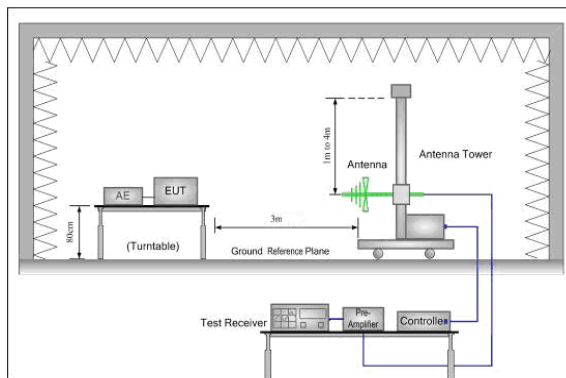 1m to 4m
Antenna
Antenna Tower
AE
EUT
80cm
(Turntable)
3m
Ground Reference Plane
Test Receiver
Pre-
Amplifier
Controller